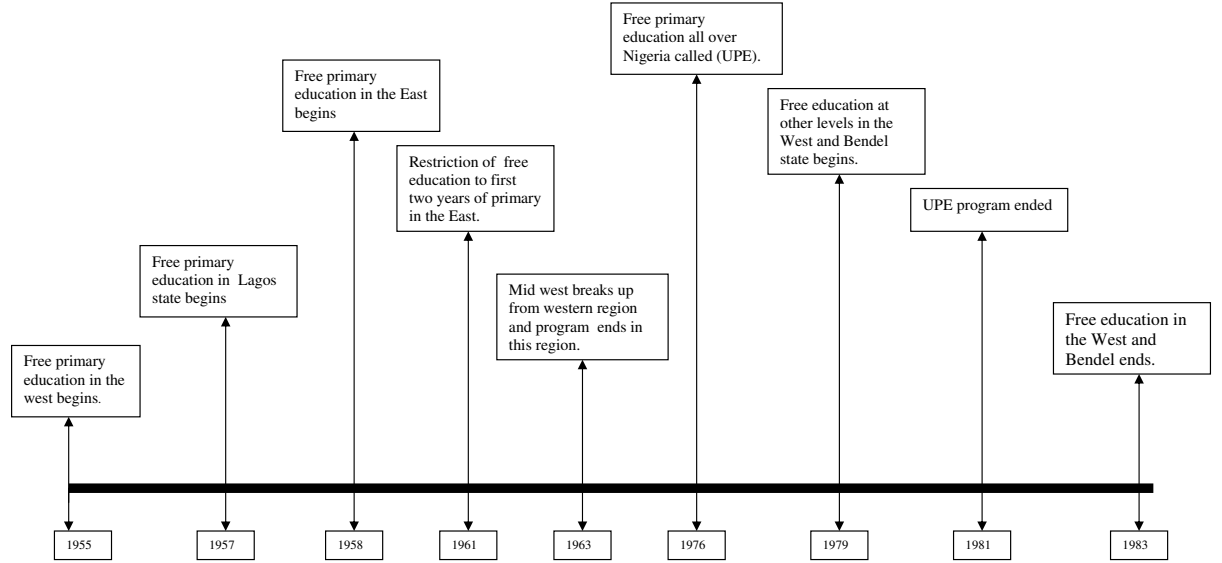 Free primary
education in the
west begins.
Free primary
education in Lagos
state begins
Free primary
education in the East
begins
Restriction of free
education to first
two years of primary
in the East.
Mid west breaks up
from western region
and program ends in
this region.
Free primary
education all over
Nigeria called (UPE).
Free education at
other levels in the
West and Bendel
state begins.
UPE program ended
Free education in
the West and
Bendel ends.
1955
1957
1958
1961
1963
1976
1979
1981
1983